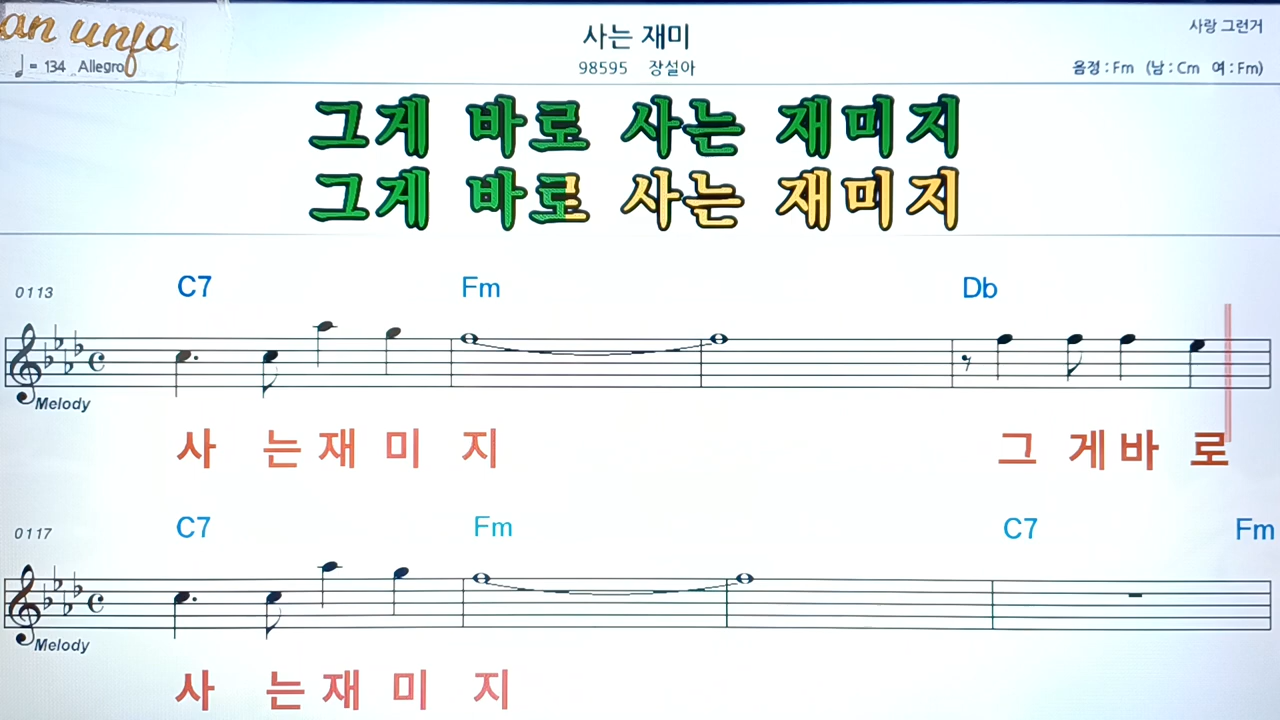 an unfa
사는 재미
사랑 그런거
♩ = 134 Allegro
98595 장설아
음정 : Fm (남 : Cm 여 : Fm)
그게 바로 사는 재미지
그게 바로 사는 재미지
0113
C7 Fm Db
Melody
사 는 재 미 지 그 게 바 로
0117
C7 Fm C7 Fm
Melody
사 는 재 미 지